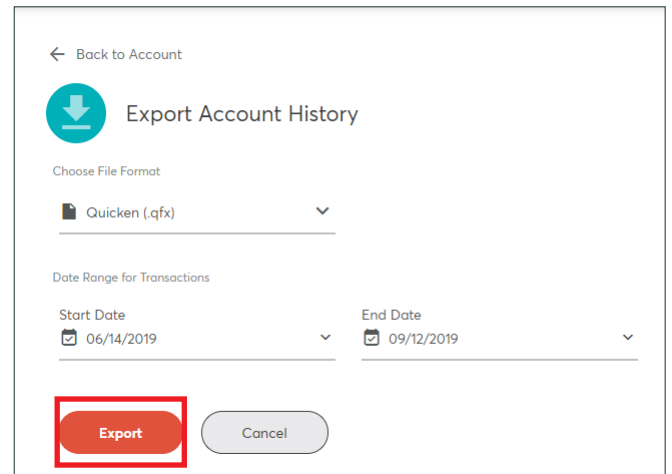 Back to Account
Export Account History
Choose File Format
Quicken (.qfx)
Date Range for Transactions
Start Date
06/14/2019
End Date
09/12/2019
Export
Cancel